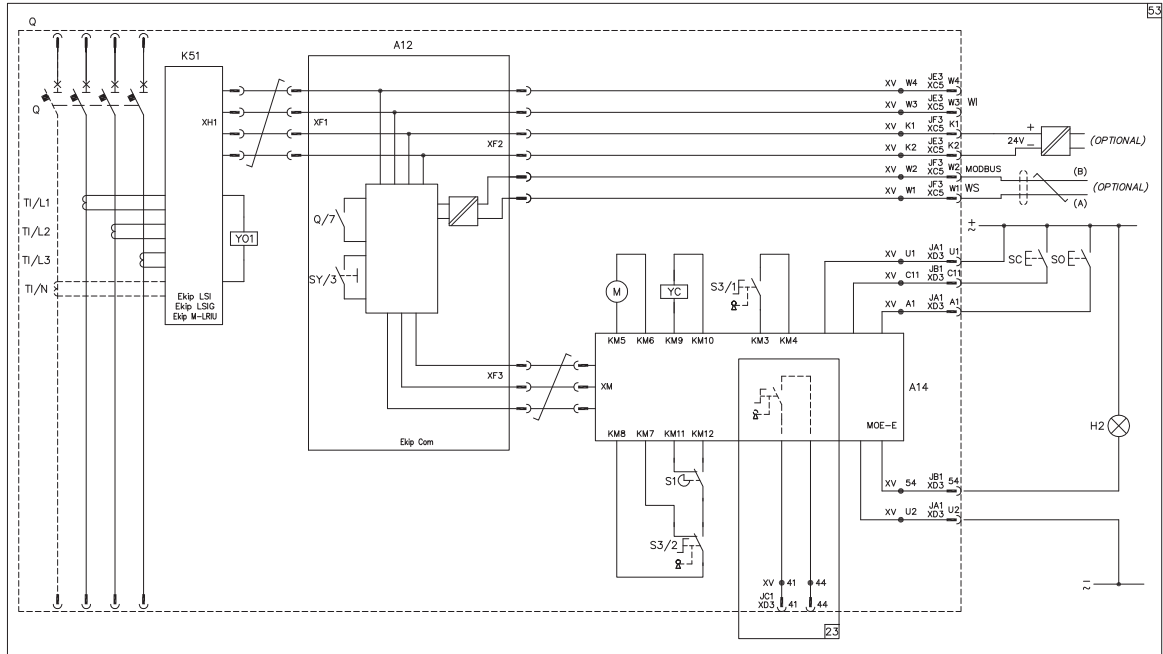 53
Q
K51
A12
Q
XH1
XF1
XF2
XV W4 JE3 XC5 W4
XV W3 JE3 XC5 W3 WI
XV K1 JF3 XC5 K1
XV K2 JE3 XC5 K2
+
24V
–
(OPTIONAL)
XV W2 JF3 XC5 W2 MODBUS
XV W1 JF3 XC5 W1 WS
(B)
(OPTIONAL)
(A)
TI/L1
TI/L2
TI/L3
TI/N
YO1
Ekip LSI
Ekip LSIG
Ekip M-LRIU
Q/7
SY/3
+
~
XV U1 JA1 XD3 U1
XV C11 JB1 XD3 C11
XV A1 JA1 XD3 A1
SC
SO
M
YC
S3/1
KM5 KM6 KM9 KM10 KM3 KM4
XF3
XM
A14
MOE-E
Ekip Com
KM8 KM7 KM11 KM12
H2
S1
S3/2
XV 54 JB1 XD3 54
XV U2 JA1 XD3 U2
–
~
XV 41 44
JC1
XD3 41 44
23